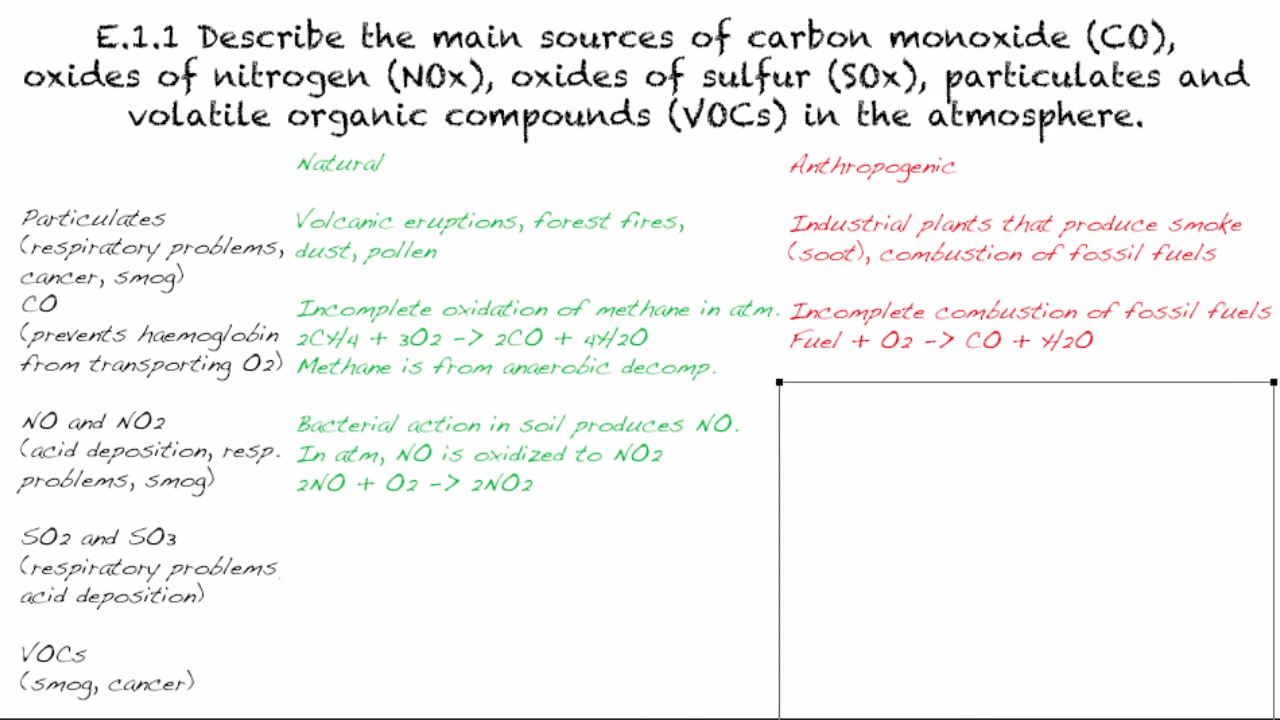 E.1.1 Describe the main sources of carbon monoxide (CO),
oxides of nitrogen (NOx), oxides of sulfur (SOx), particulates and
volatile organic compounds (VOCs) in the atmosphere.
Natural
Anthropogenic
Particulates
(respiratory problems,
cancer, smog)
Volcanic eruptions, forest fires,
dust, pollen
Industrial plants that produce smoke
(soot), combustion of fossil fuels
CO
(prevents haemoglobin
from transporting O2)
Incomplete oxidation of methane in atm.
2CH4 + 3O2 -> 2CO + 4H2O
Methane is from anaerobic decomp.
Incomplete combustion of fossil fuels
Fuel + O2 -> CO + H2O
NO and NO2
(acid deposition, resp.
problems, smog)
Bacterial action in soil produces NO.
In atm, NO is oxidized to NO2
2NO + O2 -> 2NO2
SO2 and SO3
(respiratory problems,
acid deposition)
VOCs
(smog, cancer)